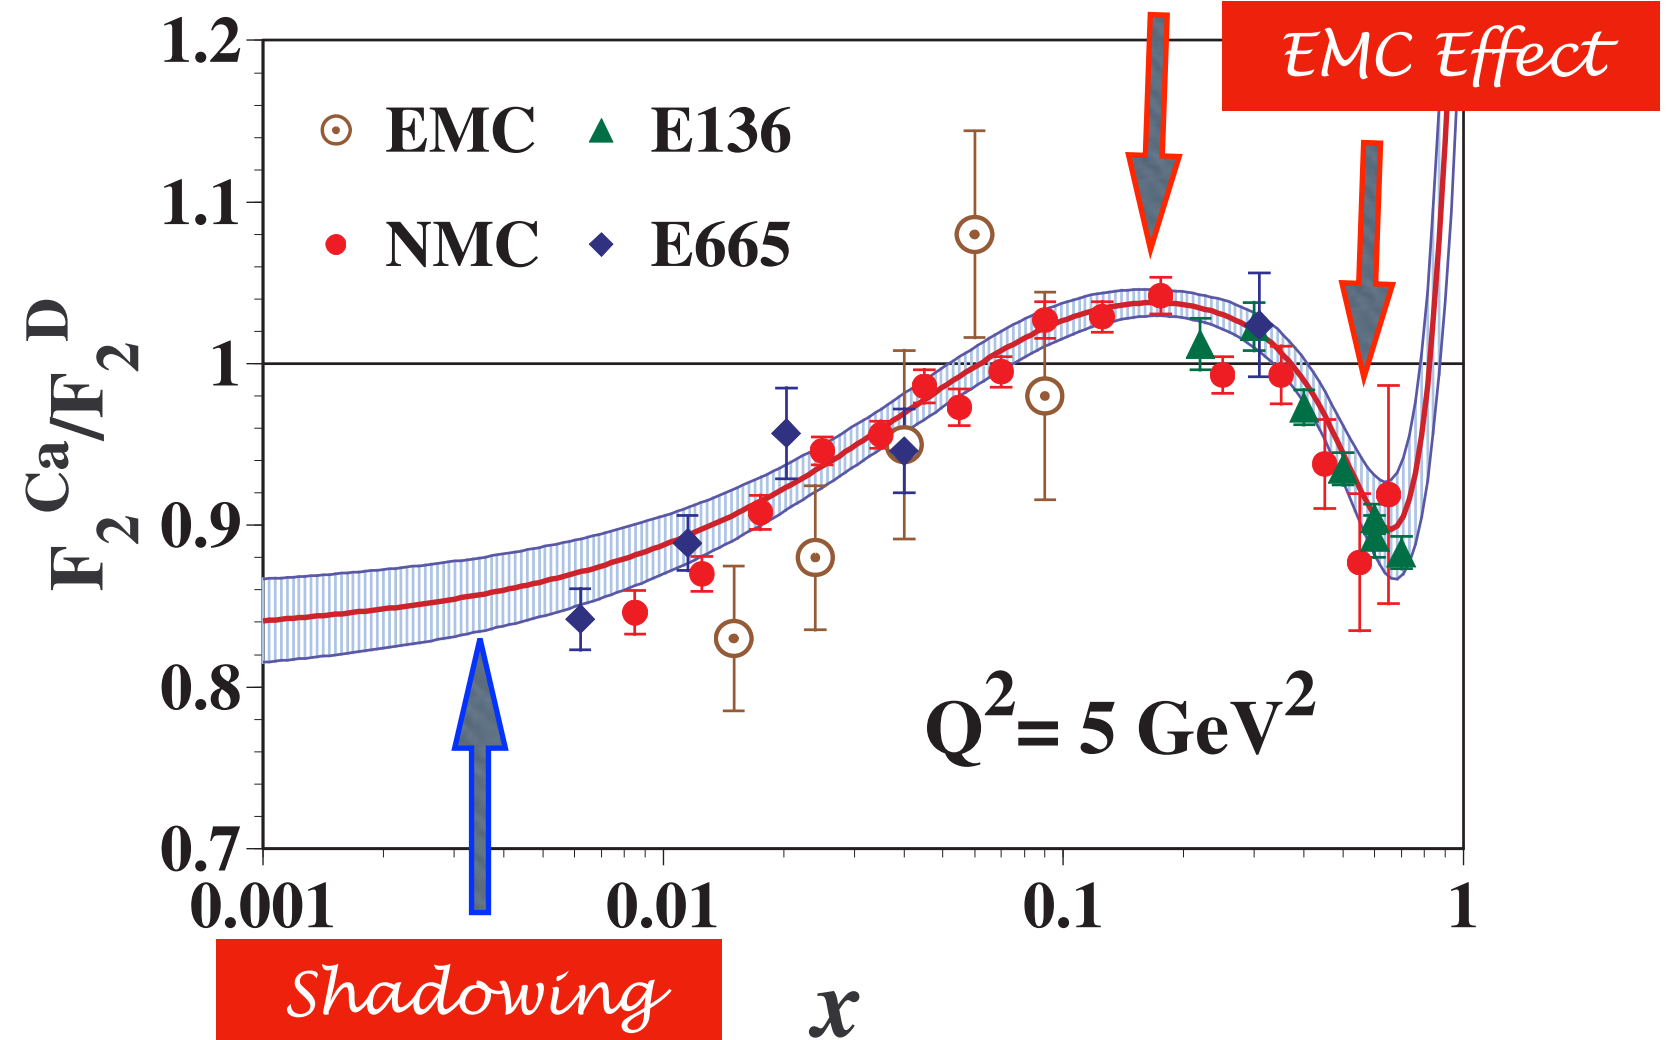 EMC Effect
1.2
1.1
1
0.9
0.8
0.7
EMC
E136
NMC
E665
F₂ᶜᵃ/F₂ᴰ
Q²= 5 GeV²
0.001
0.01
0.1
1
Shadowing
x